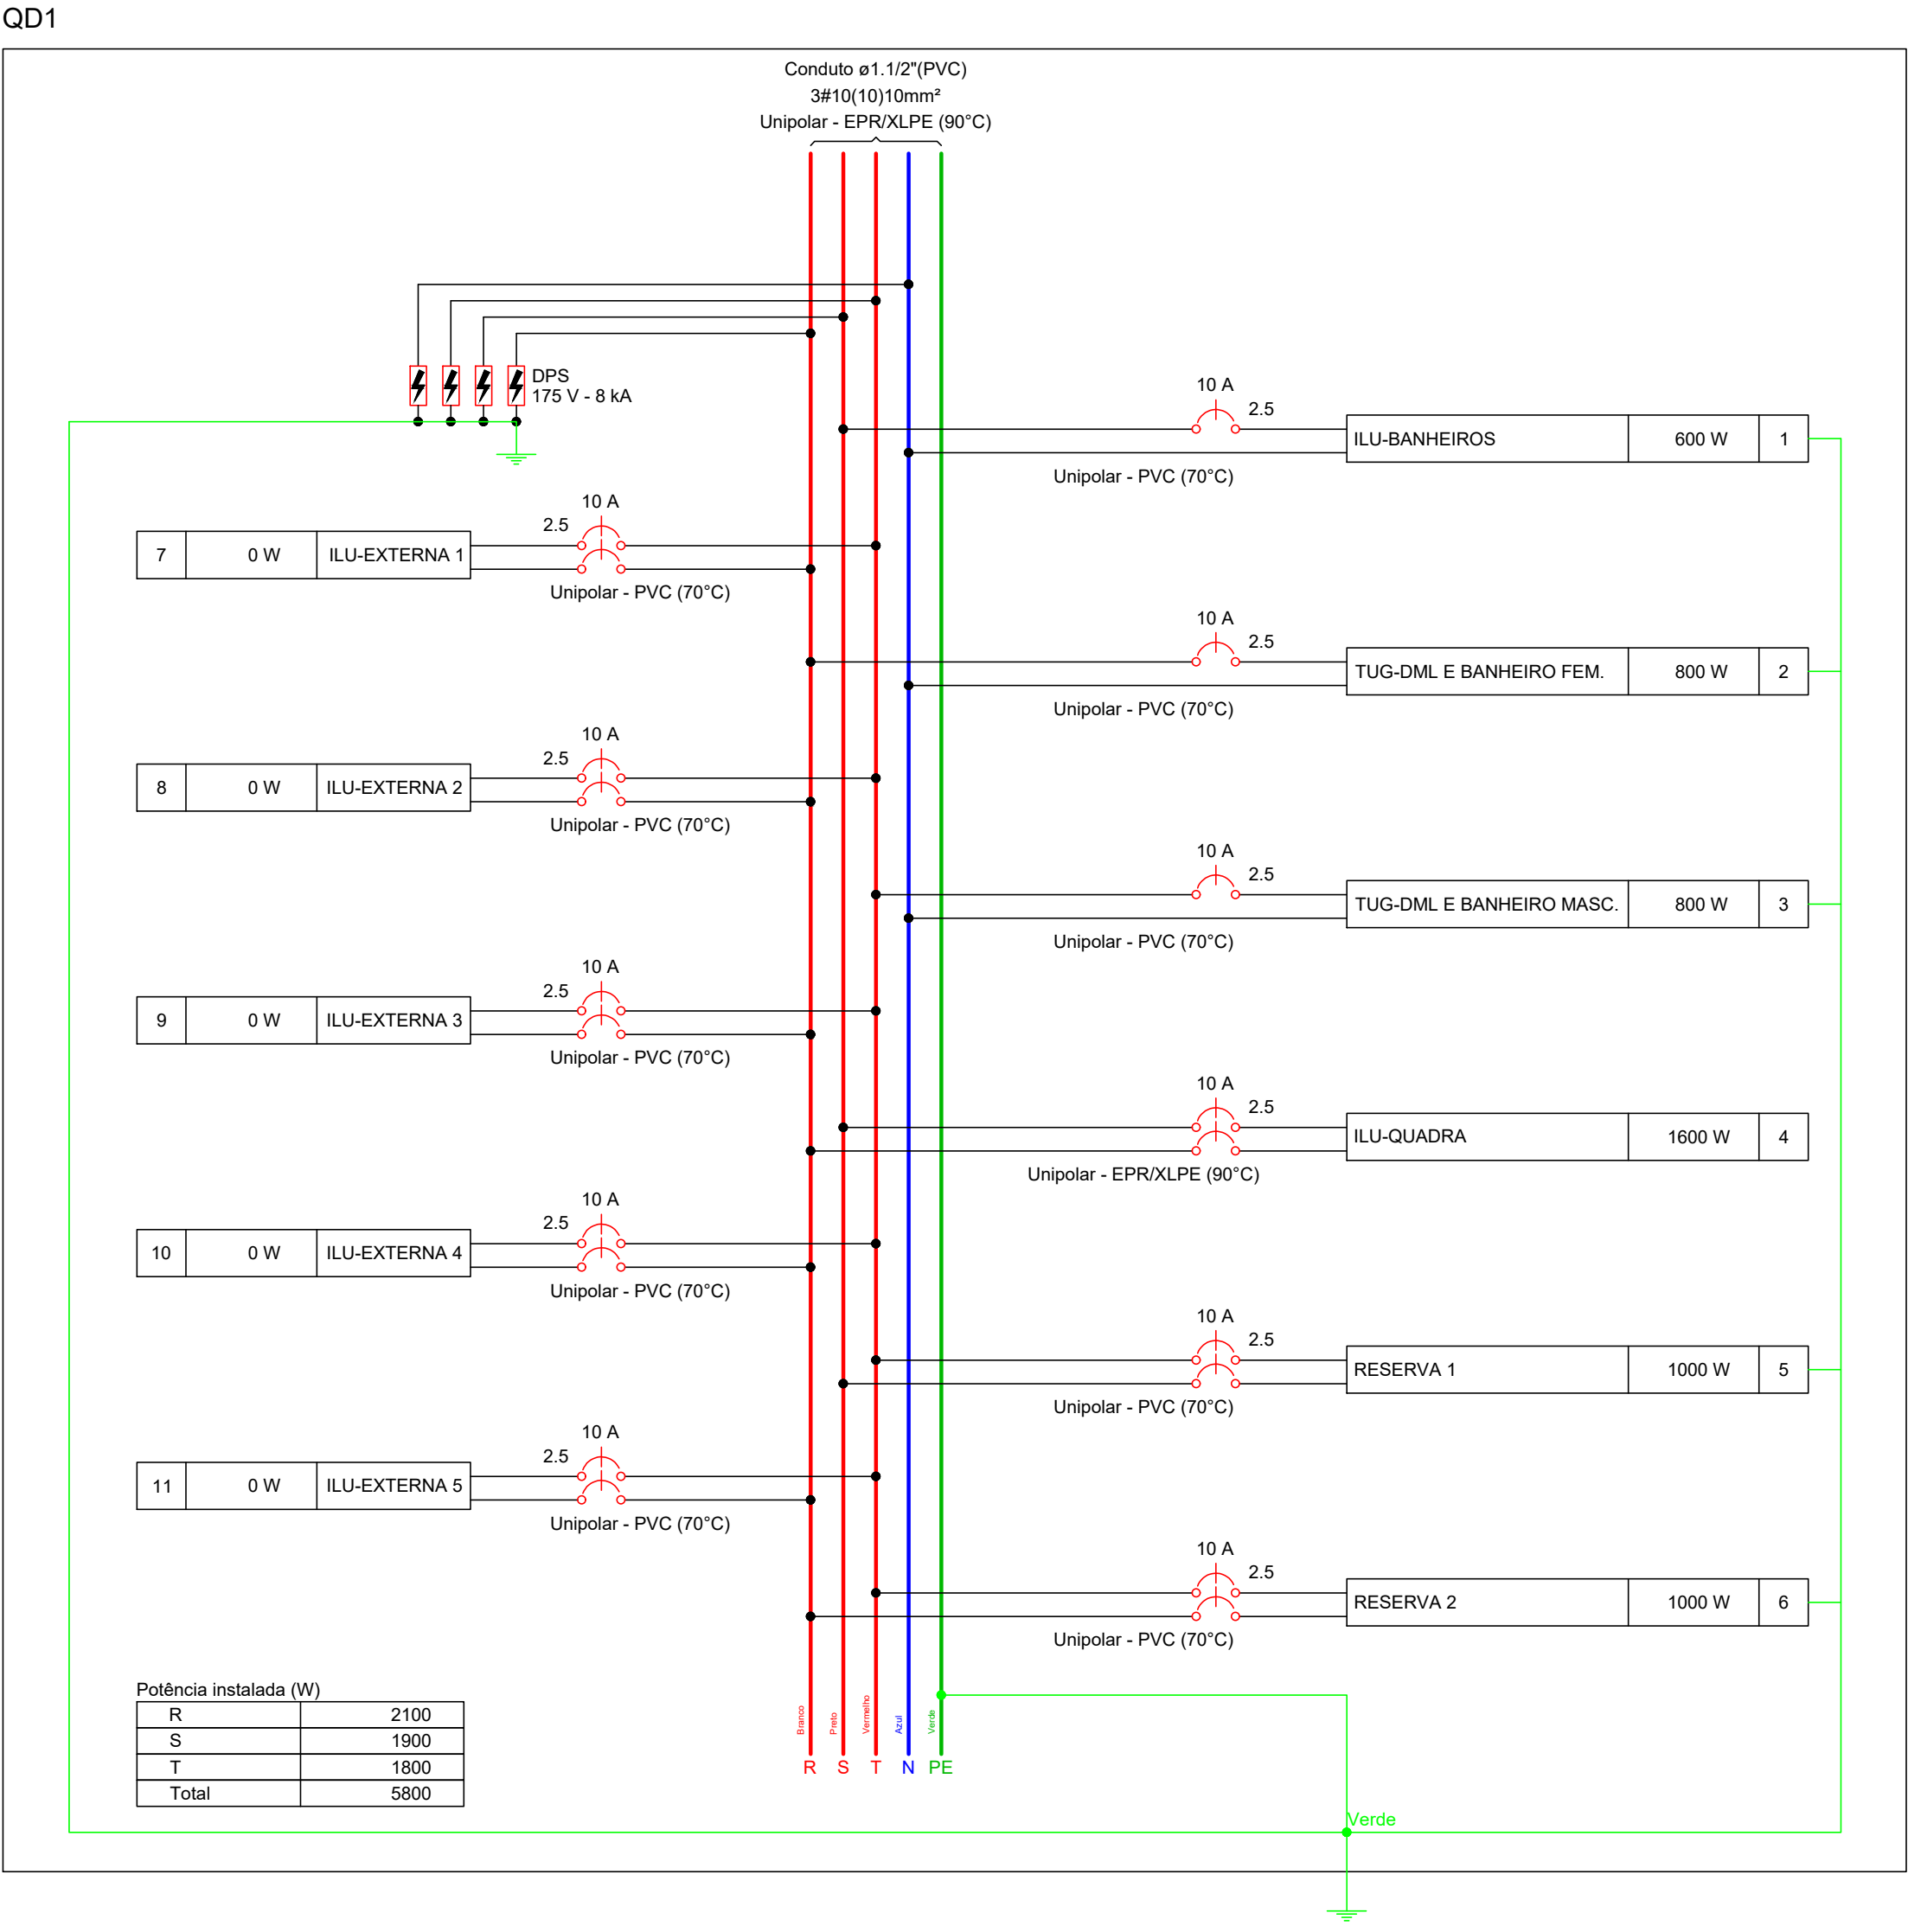 QD1
Conduto ø1.1/2"(PVC)
3#10(10)10mm²
Unipolar - EPR/XLPE (90°C)
DPS
175 V - 8 kA
10 A
2.5
ILU-BANHEIROS 600 W 1
Unipolar - PVC (70°C)
10 A
2.5
7 0 W ILU-EXTERNA 1
Unipolar - PVC (70°C)
10 A
2.5
TUG-DML E BANHEIRO FEM. 800 W 2
Unipolar - PVC (70°C)
10 A
2.5
8 0 W ILU-EXTERNA 2
Unipolar - PVC (70°C)
10 A
2.5
TUG-DML E BANHEIRO MASC. 800 W 3
Unipolar - PVC (70°C)
10 A
2.5
9 0 W ILU-EXTERNA 3
Unipolar - PVC (70°C)
10 A
2.5
ILU-QUADRA 1600 W 4
Unipolar - EPR/XLPE (90°C)
10 A
2.5
10 0 W ILU-EXTERNA 4
Unipolar - PVC (70°C)
10 A
2.5
RESERVA 1 1000 W 5
Unipolar - PVC (70°C)
10 A
2.5
11 0 W ILU-EXTERNA 5
Unipolar - PVC (70°C)
10 A
2.5
RESERVA 2 1000 W 6
Unipolar - PVC (70°C)
Potência instalada (W)
R 2100
S 1900
T 1800
Total 5800
Branco
Preto
Vermelho
Azul
Verde
R S T N PE
Verde